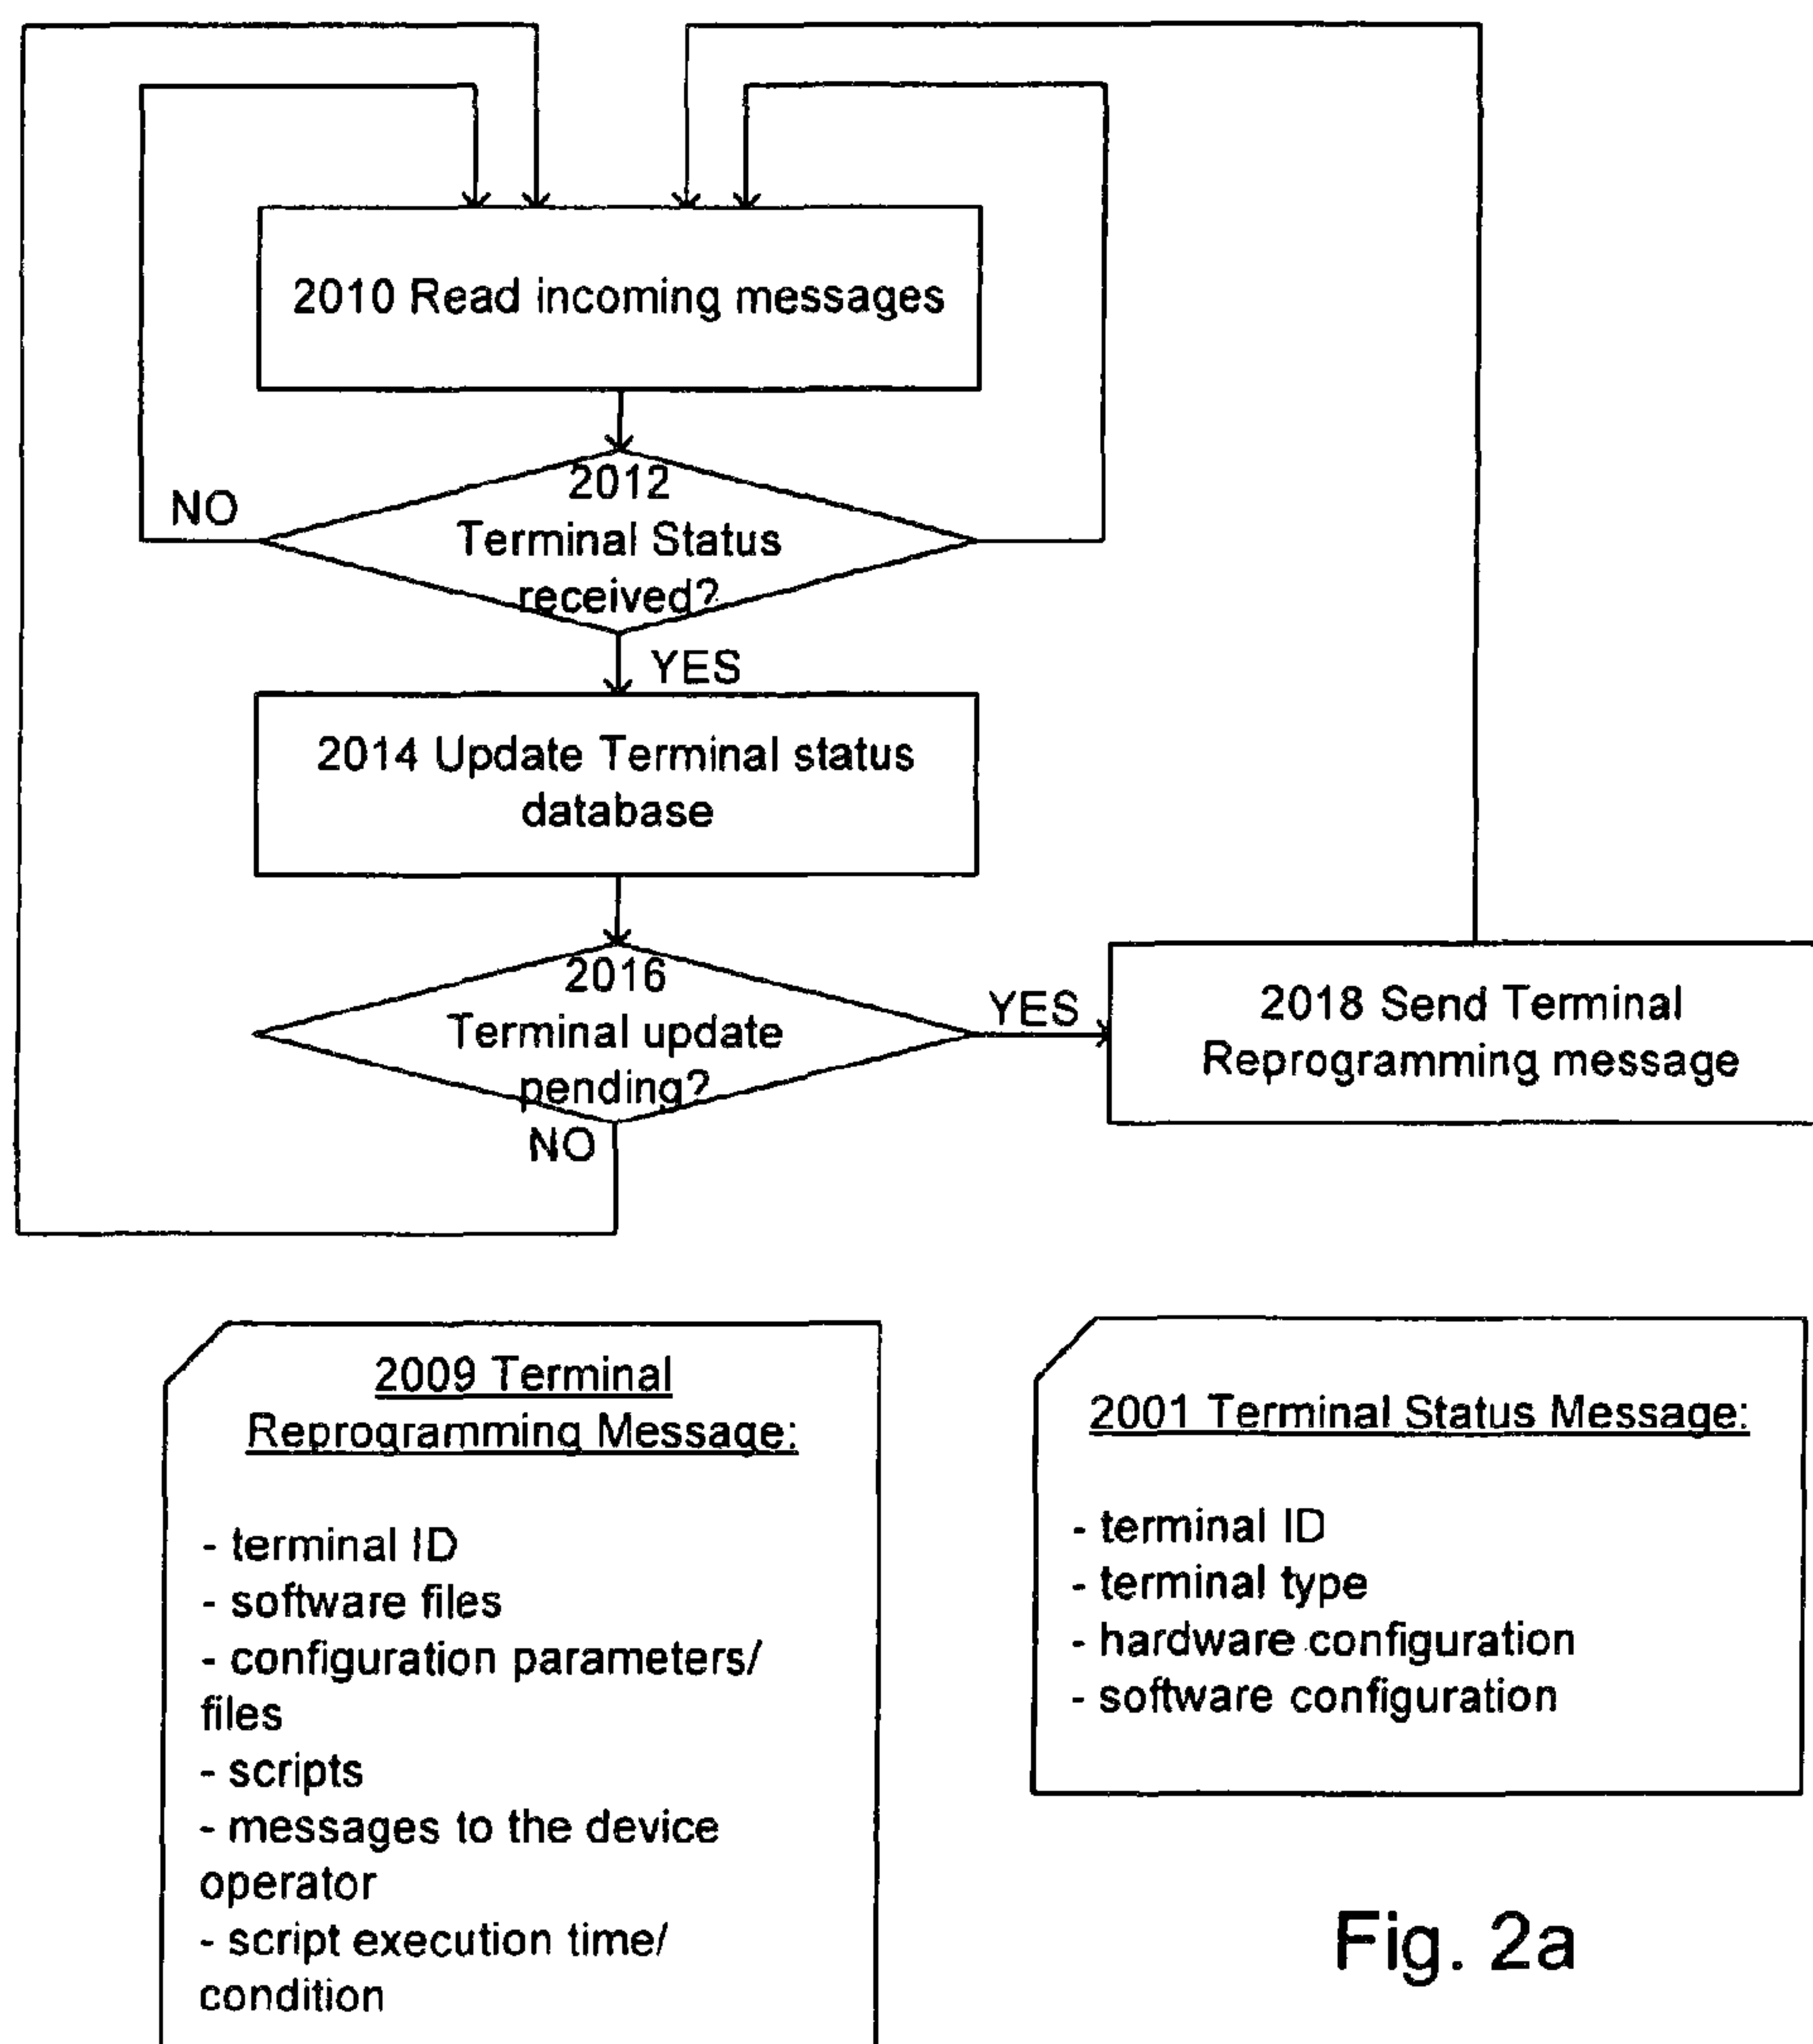 2010 Read incoming messages
2012
Terminal Status
received?
NO
YES
2014 Update Terminal status
database
2016
Terminal update
pending?
YES
NO
2018 Send Terminal
Reprogramming message
2009 Terminal
Reprogramming Message:
- terminal ID
- software files
- configuration parameters/
files
- scripts
- messages to the device
operator
- script execution time/
condition
2001 Terminal Status Message:
- terminal ID
- terminal type
- hardware configuration
- software configuration
Fig. 2a